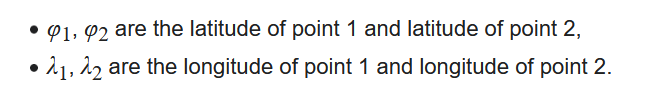 • φ₁, φ₂ are the latitude of point 1 and latitude of point 2,
• λ₁, λ₂ are the longitude of point 1 and longitude of point 2.